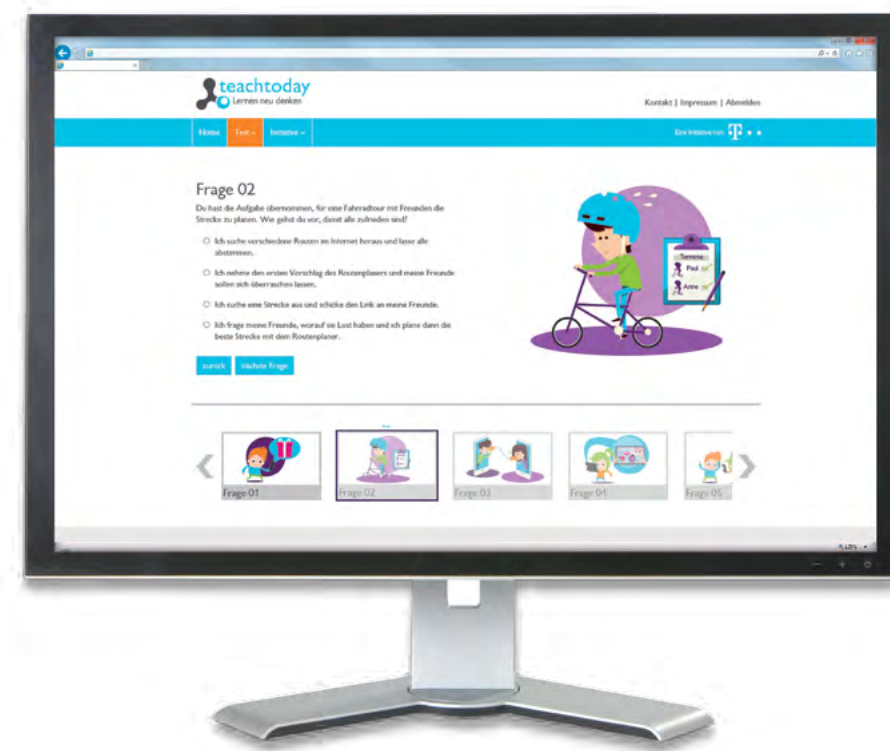 teachtoday
Lernen neu denken
Kontakt | Impressum | Abmelden
Home
Test
Initiative
Eine Initiative von
T
Frage 02
Du hast die Aufgabe übernommen, für eine Fahrradtour mit Freunden die
Strecke zu planen. Wie gehst du vor, damit alle zufrieden sind?
Ich suche verschiedene Routen im Internet heraus und lasse alle
abstimmen.
Ich nehme den ersten Vorschlag des Routenplaners und meine Freunde
sollen sich überraschen lassen.
Ich suche eine Strecke aus und schicke den Link an meine Freunde.
Ich frage meine Freunde, worauf sie Lust haben und ich plane dann die
beste Strecke mit dem Routenplaner.
Termine
Paul
Anne
zurück
nächste Frage
Frage 01
Frage 02
Frage 03
Frage 04
Frage 05